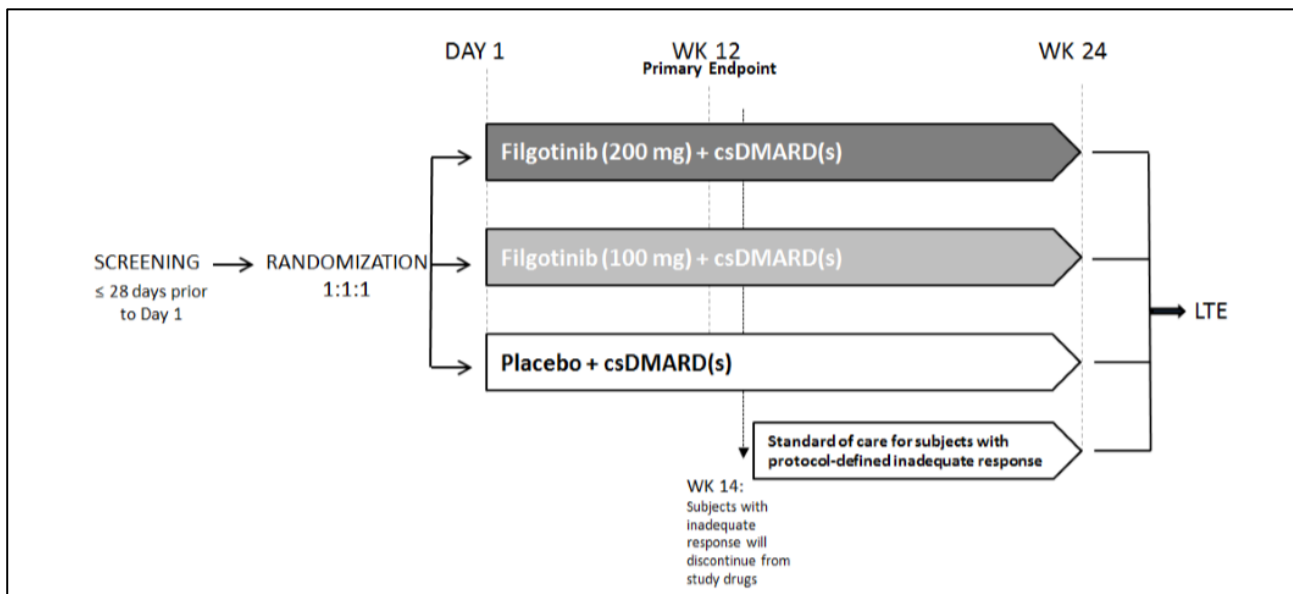 DAY 1
WK 12
Primary Endpoint
WK 24
Filgotinib (200 mg) + csDMARD(s)
SCREENING
≤ 28 days prior
to Day 1
RANDOMIZATION
1:1:1
Filgotinib (100 mg) + csDMARD(s)
LTE
Placebo + csDMARD(s)
Standard of care for subjects with
protocol-defined inadequate response
WK 14:
Subjects with
inadequate
response will
discontinue from
study drugs